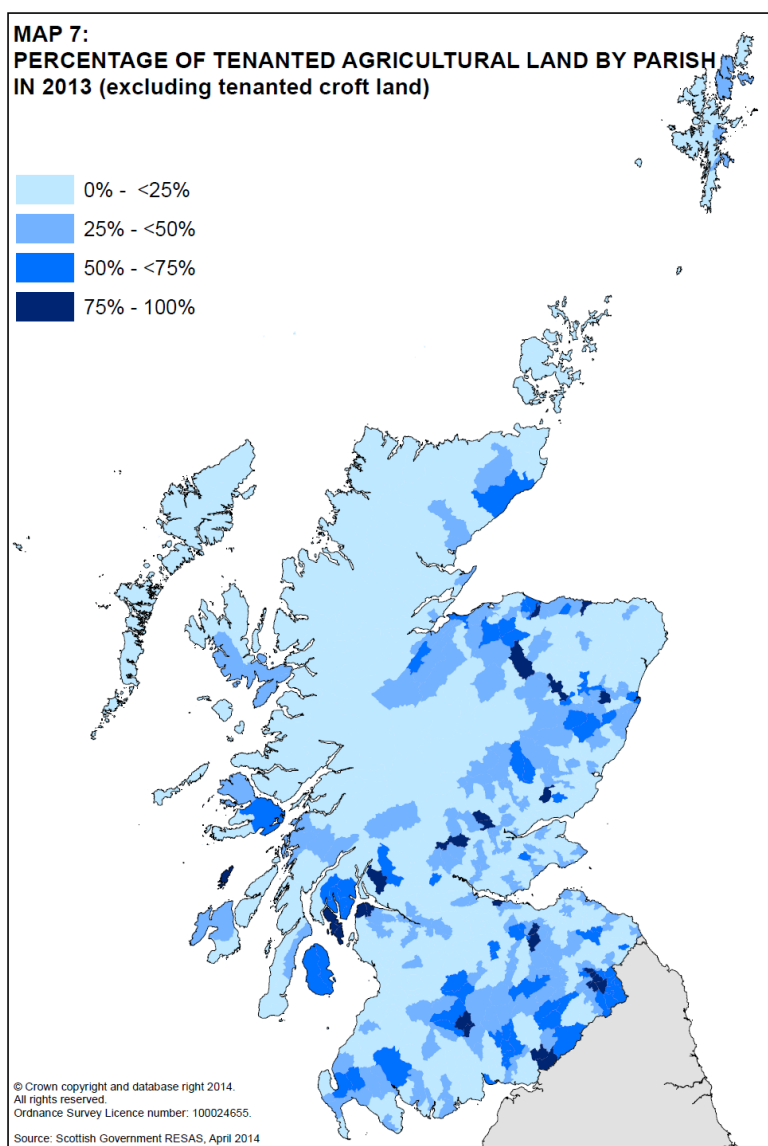 MAP 7:
PERCENTAGE OF TENANTED AGRICULTURAL LAND BY PARISH
IN 2013 (excluding tenanted croft land)
0% - <25%
25% - <50%
50% - <75%
75% - 100%
© Crown copyright and database right 2014.
All rights reserved.
Ordnance Survey Licence number: 100024655.
Source: Scottish Government RESAS, April 2014